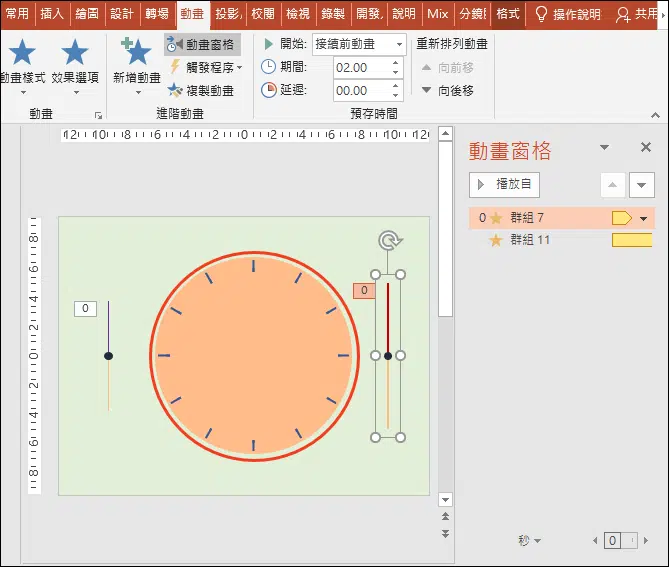 常用 插入 繪圖 設計 轉場 動畫 投影 校閱 檢視 錄製 開發 說明 Mix 分鏡 格式 操作說明 共用
動畫樣式 效果選項 新增動畫
動畫窗格
觸發程序
複製動畫
開始: 接續前動畫
期間: 02.00
延遲: 00.00
重新排列動畫
向前移
向後移
動畫 進階動畫 預存時間
12 10 8 6 4 2 0 2 4 6 8 10 12
動畫窗格
播放自
0 群組 7
群組 11
8 6 4 2 0 2 4 6 8
0
0
秒 0